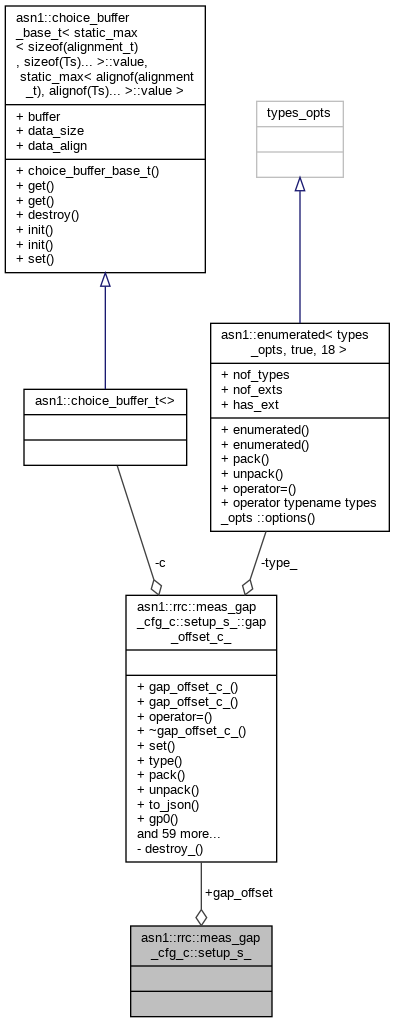 asn1::choice_buffer
_base_t< static_max
< sizeof(alignment_t)
, sizeof(Ts)... >::value,
static_max< alignof(alignment
_t), alignof(Ts)... >::value >
+ buffer
+ data_size
+ data_align
+ choice_buffer_base_t()
+ get()
+ get()
+ destroy()
+ init()
+ init()
+ set()
types_opts
asn1::choice_buffer_t<>
asn1::enumerated< types
_opts, true, 18 >
+ nof_types
+ nof_exts
+ has_ext
+ enumerated()
+ enumerated()
+ pack()
+ unpack()
+ operator=()
+ operator typename types
_opts ::options()
-c
-type_
asn1::rrc::meas_gap
_cfg_c::setup_s_::gap
_offset_c_
+ gap_offset_c_()
+ gap_offset_c_()
+ operator=()
+ ~gap_offset_c_()
+ set()
+ type()
+ pack()
+ unpack()
+ to_json()
+ gp0()
and 59 more...
- destroy_()
+gap_offset
asn1::rrc::meas_gap
_cfg_c::setup_s_